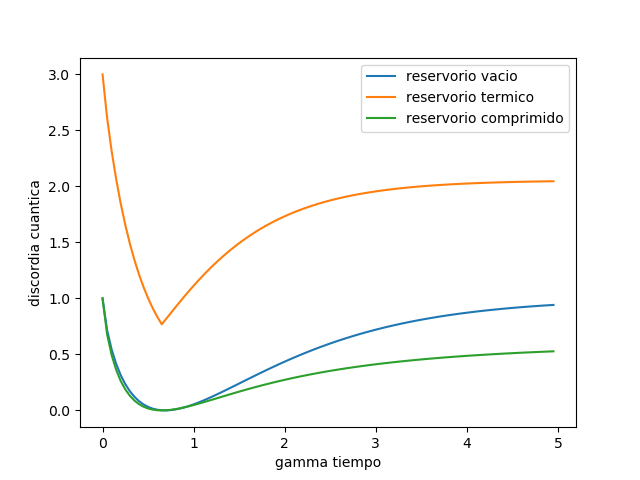 reservorio vacio
reservorio termico
reservorio comprimido
3.0
2.5
2.0
1.5
1.0
0.5
0.0
discordia cuantica
0 1 2 3 4 5
gamma tiempo